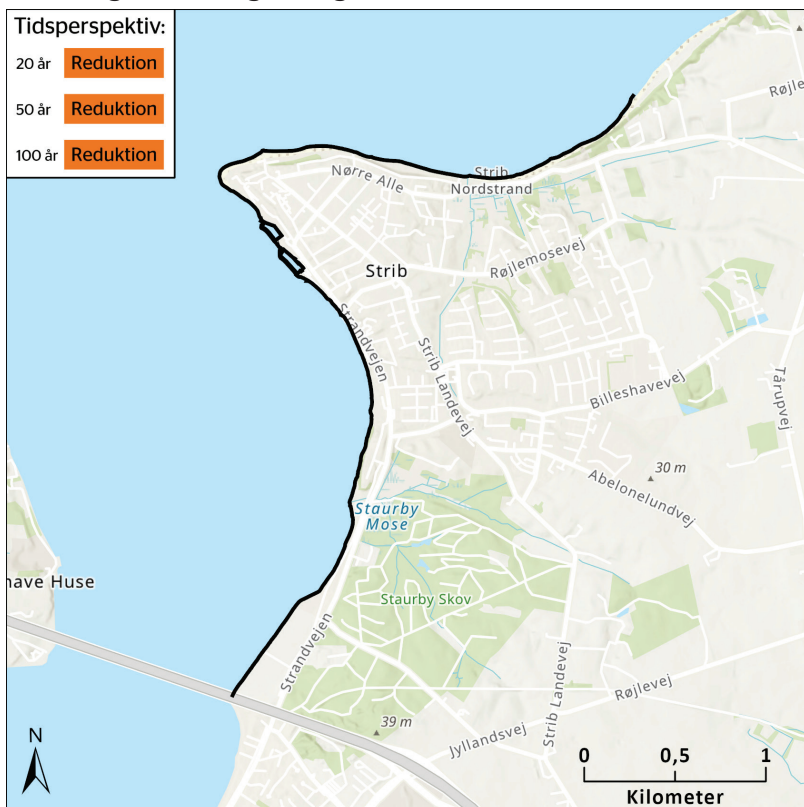 Tidsperspektiv:
20 år Reduktion
50 år Reduktion
100 år Reduktion
Røjle
Nørre Alle
Strib
Nordstrand
Røjlemosevej
Strib
Strandvejen
Strib Landevej
Billeshavevej
Tårupvej
30 m
Abelonelundvej
Staurby
Mose
have Huse
Staurby Skov
Strandvejen
Strib Landevej
Røjlevej
39 m
Jyllandsvej
N
0 0,5 1
Kilometer